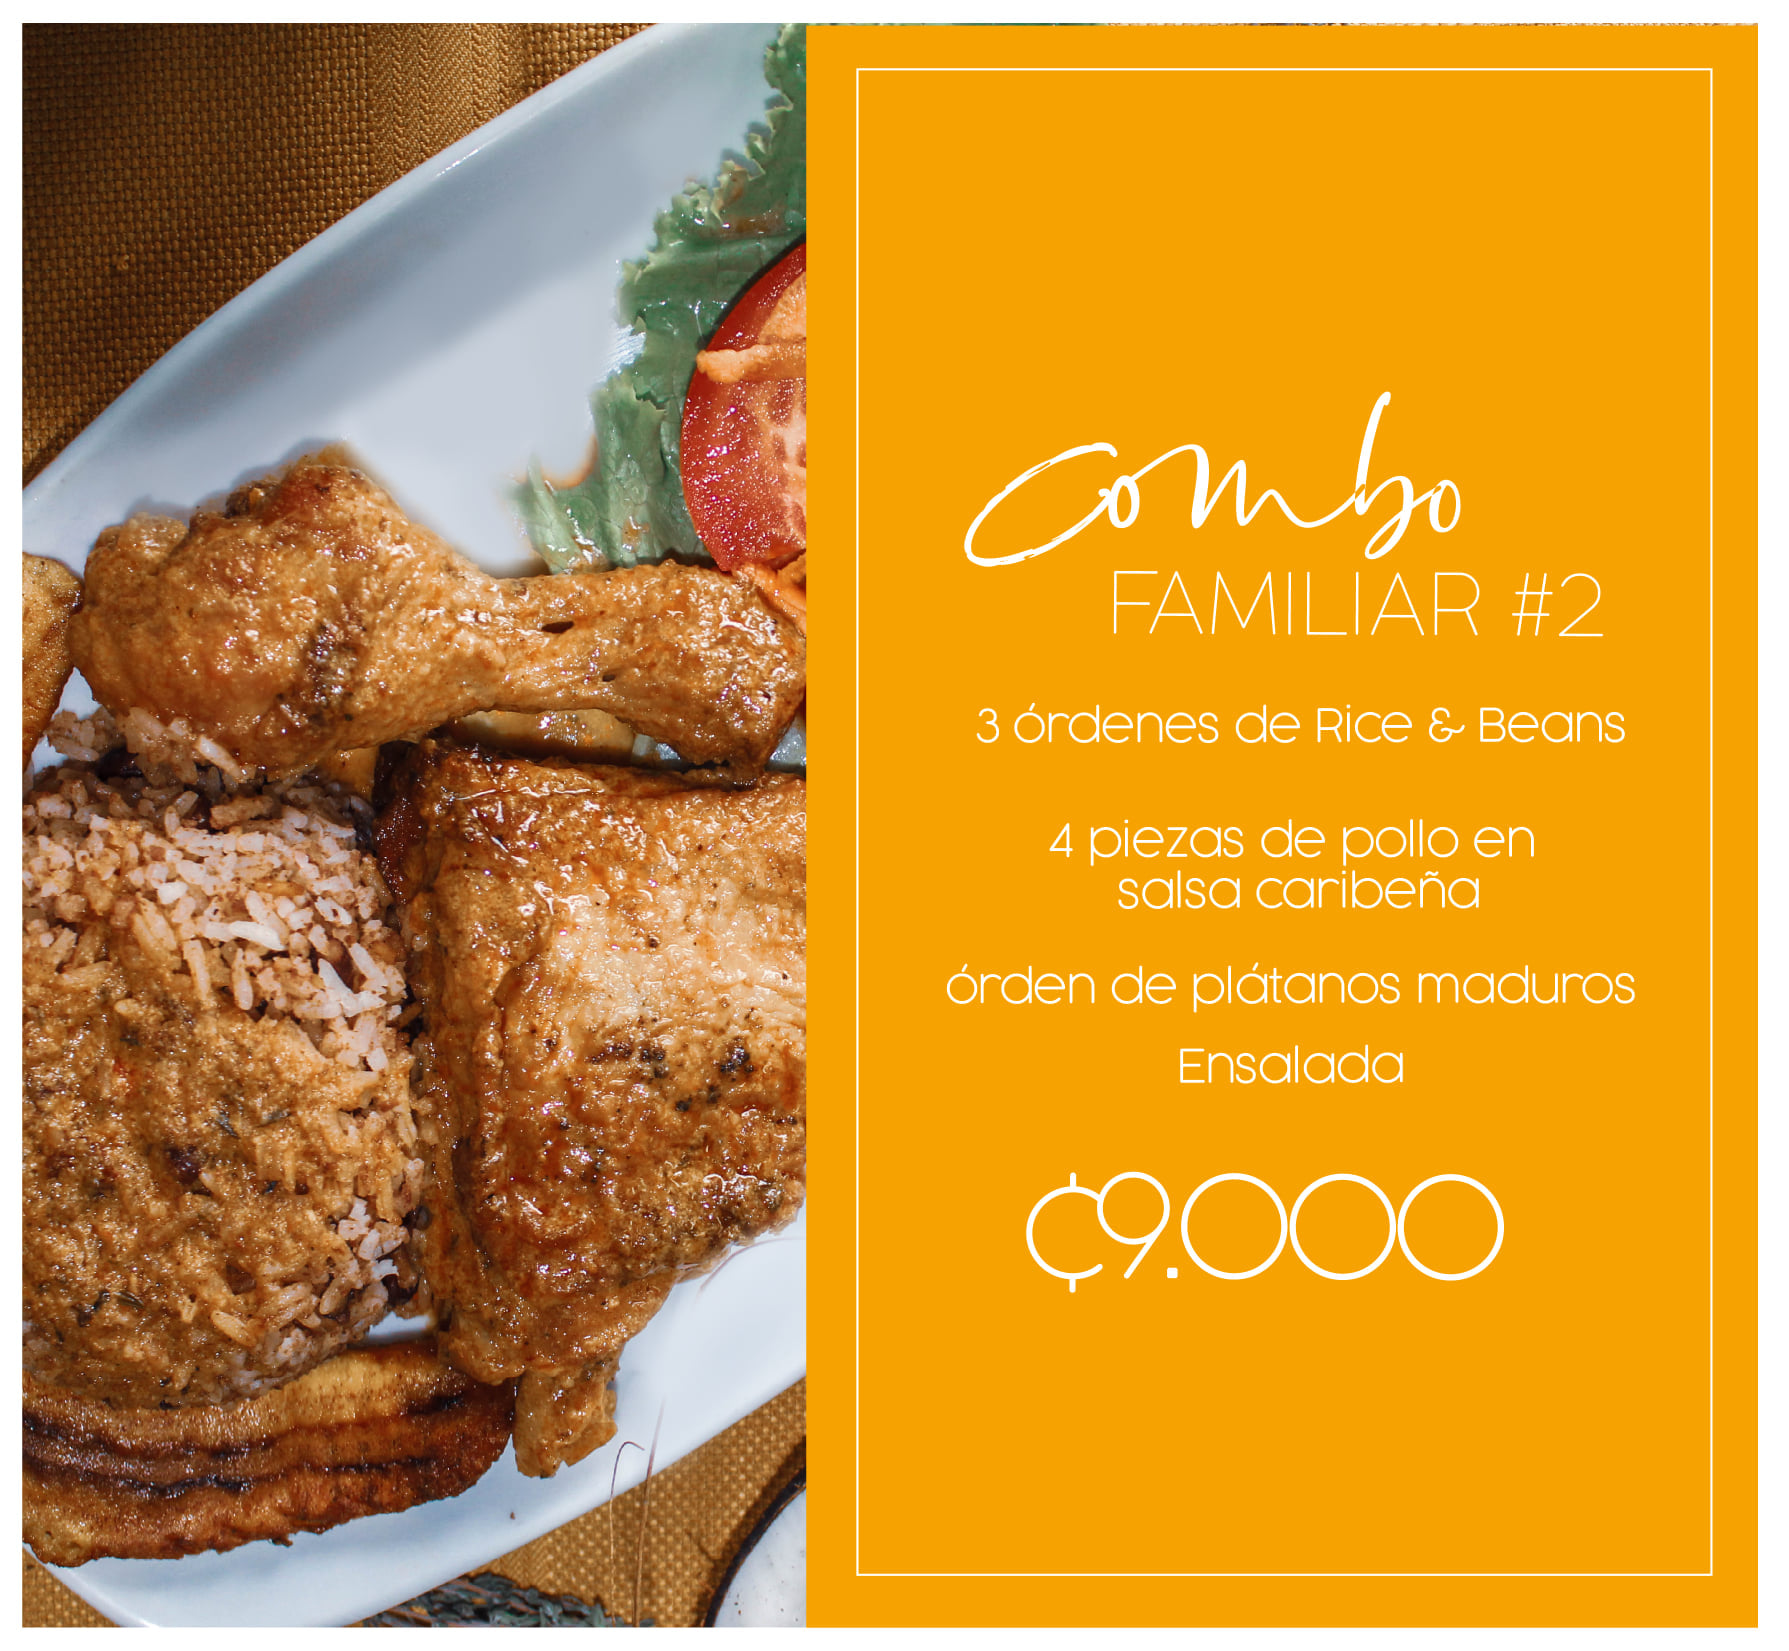 Combo
FAMILIAR #2
3 órdenes de Rice & Beans
4 piezas de pollo en
salsa caribeña
órden de plátanos maduros
Ensalada
₡9.000